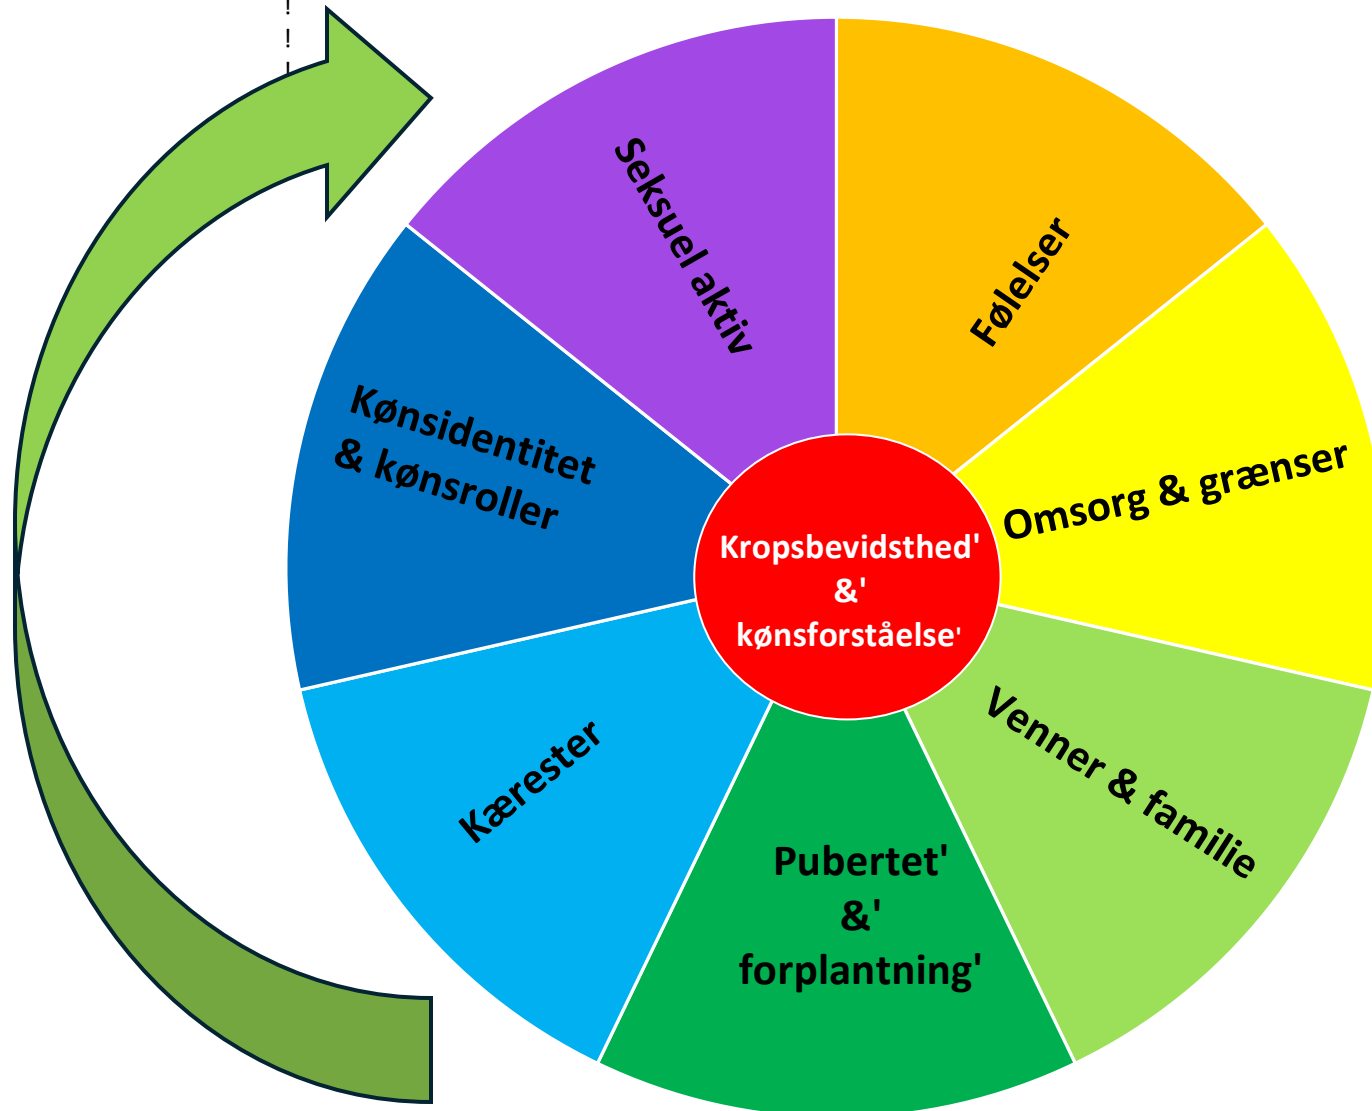 Følelser
Omsorg & grænser
Venner & familie
Pubertet'
&'
forplantning'
Kærester
Kønsidentitet
& kønsroller
Seksuel aktiv
Kropsbevidsthed'
&'
kønsforståelse'